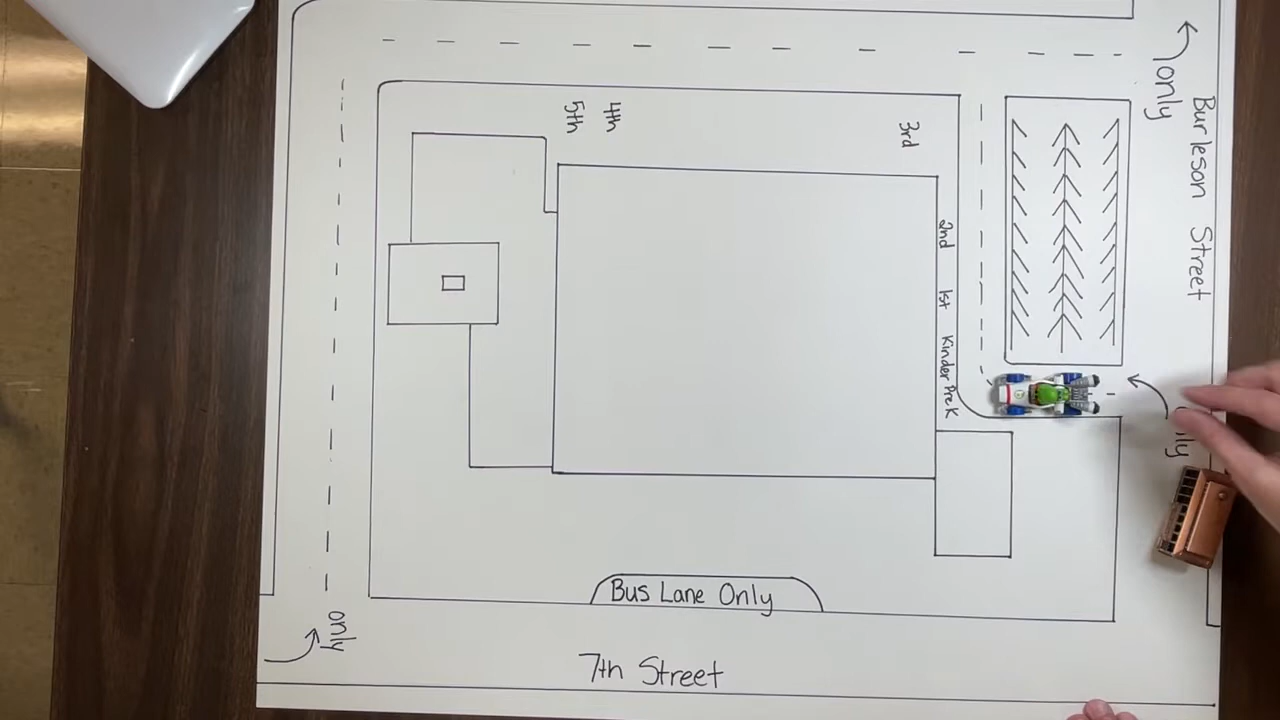 only
Burleson Street
5th
4th
3rd
2nd
1st
Kinder
PreK
Bus Lane Only
only
7th Street